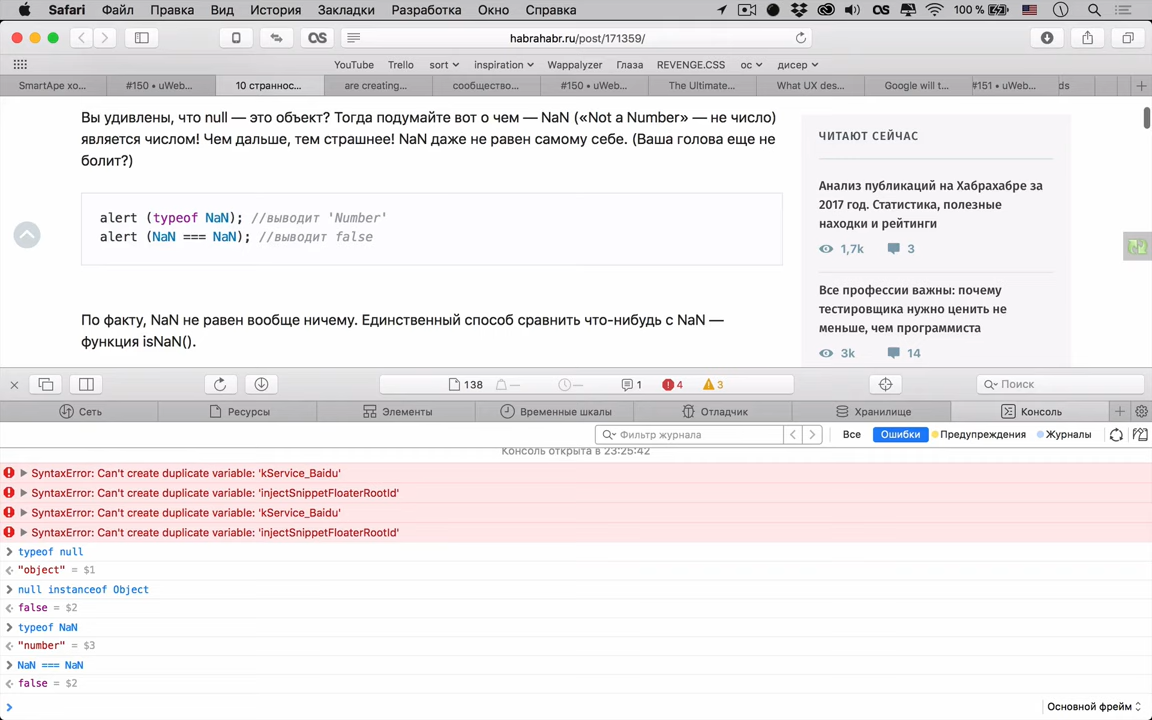 Safari Файл Правка Вид История Закладки Разработка Окно Справка 100 %
habrahabr.ru/post/171359/
YouTube Trello sort inspiration Wappalyzer Глаза REVENGE.CSS ос дисер
SmartApe хо... #150 • uWeb... 10 страннос... are creating... сообщество... #150 • uWeb... The Ultimate... What UX des... Google will t... #151 • uWeb... ds
Вы удивлены, что null — это объект? Тогда подумайте вот о чем — NaN («Not a Number» — не число)
является числом! Чем дальше, тем страшнее! NaN даже не равен самому себе. (Ваша голова еще не
болит?)
alert (typeof NaN); //выводит 'Number'
alert (NaN === NaN); //выводит false
По факту, NaN не равен вообще ничему. Единственный способ сравнить что-нибудь с NaN —
функция isNaN().
ЧИТАЮТ СЕЙЧАС
Анализ публикаций на Хабрахабре за
2017 год. Статистика, полезные
находки и рейтинги
1,7k 3
Все профессии важны: почему
тестировщика нужно ценить не
меньше, чем программиста
3k 14
138 — — 1 4 3 Поиск
Сеть Ресурсы Элементы Временные шкалы Отладчик Хранилище Консоль
Фильтр журнала Все Ошибки Предупреждения Журналы
Консоль открыта в 23:25:42
SyntaxError: Can't create duplicate variable: 'kService_Baidu'
SyntaxError: Can't create duplicate variable: 'injectSnippetFloaterRootId'
SyntaxError: Can't create duplicate variable: 'kService_Baidu'
SyntaxError: Can't create duplicate variable: 'injectSnippetFloaterRootId'
typeof null
"object" = $1
null instanceof Object
false = $2
typeof NaN
"number" = $3
NaN === NaN
false = $2
Основной фрейм